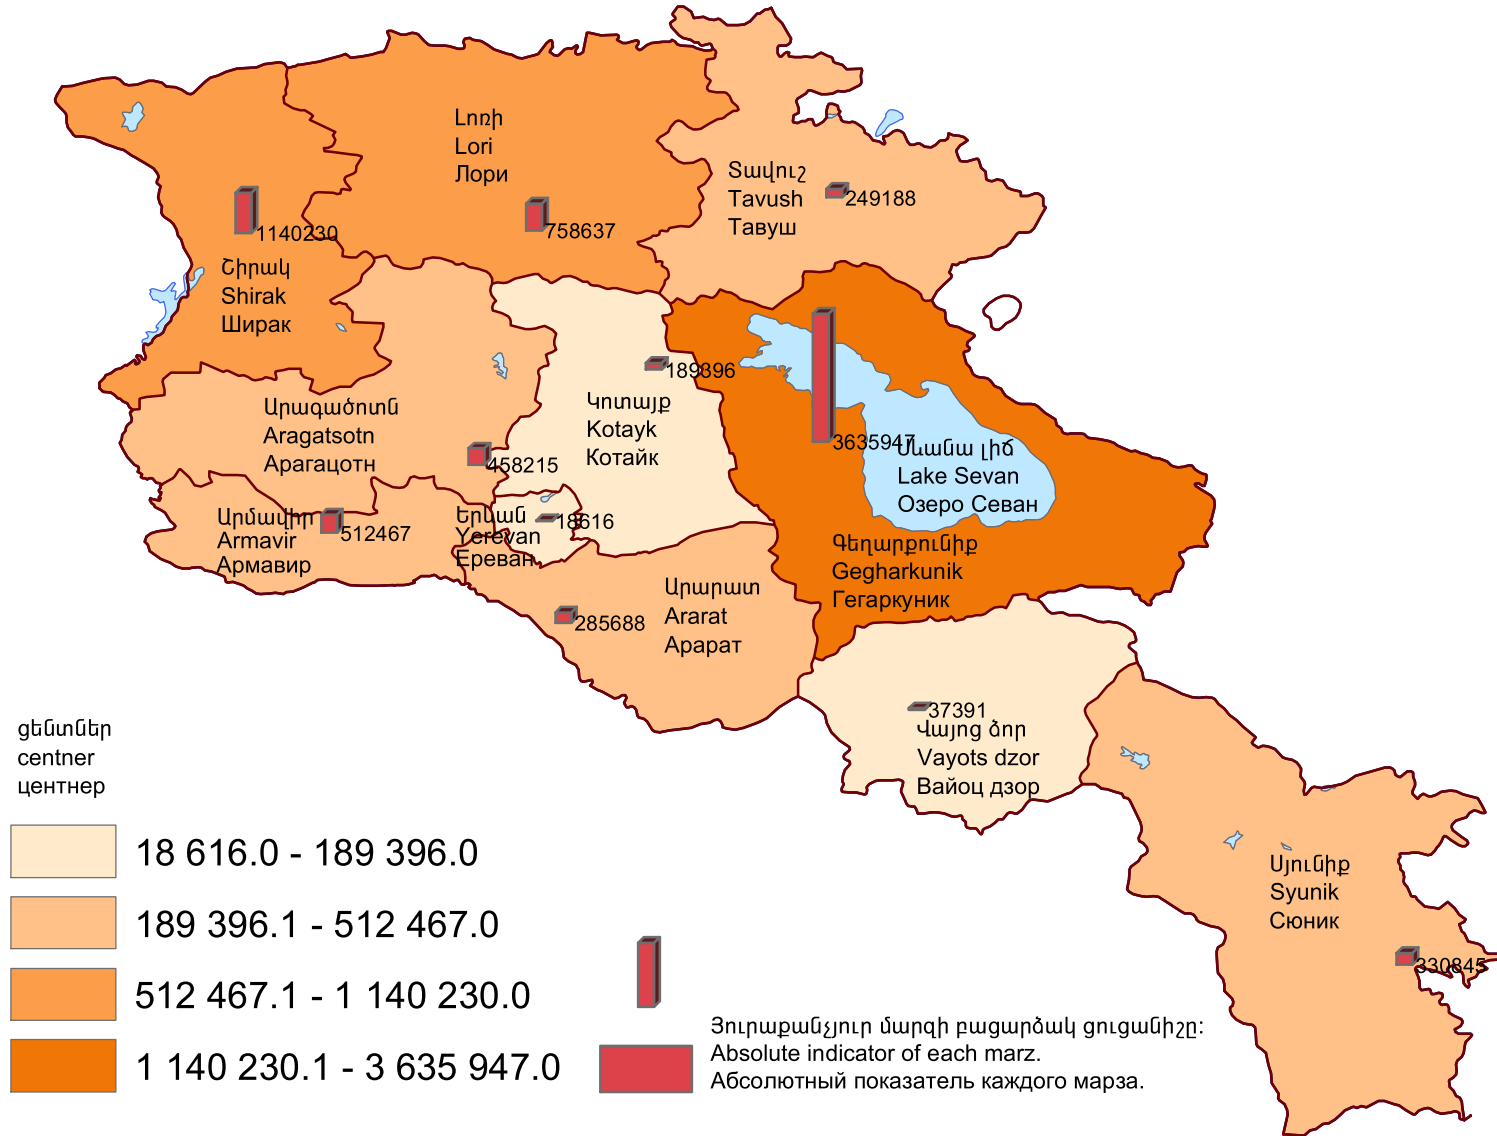 Լոռի
Lori
Лори
758637
Տավուշ
Tavush
Тавуш
249188
1140230
Շիրակ
Shirak
Ширак
189396
Կոտայք
Kotayk
Котайк
Արագածոտն
Aragatsotn
Арагацотн
458215
3635947
Սևանա լիճ
Lake Sevan
Озеро Севан
Արմավիր
Armavir
Армавир
512467
Երևան
Yerevan
Ереван
18616
Գեղարքունիք
Gegharkunik
Гегаркуник
285688
Արարատ
Ararat
Арарат
37391
Վայոց ձոր
Vayots dzor
Вайоц дзор
Սյունիք
Syunik
Сюник
330845
ցենտներ
centner
центнер
18 616.0 - 189 396.0
189 396.1 - 512 467.0
512 467.1 - 1 140 230.0
1 140 230.1 - 3 635 947.0
Յուրաքանչյուր մարզի բացարձակ ցուցանիշը:
Absolute indicator of each marz.
Абсолютный показатель каждого марза.